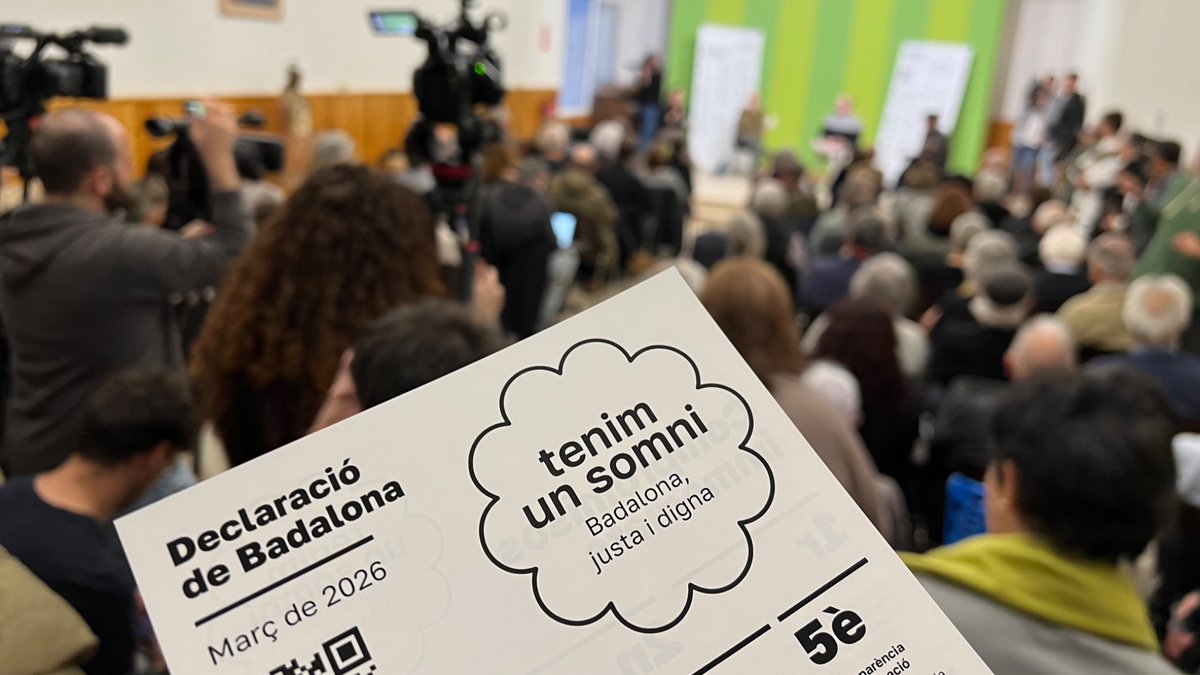 Declaració
de Badalona
Març de 2026
tenim
un somni
Badalona,
justa i digna
5è